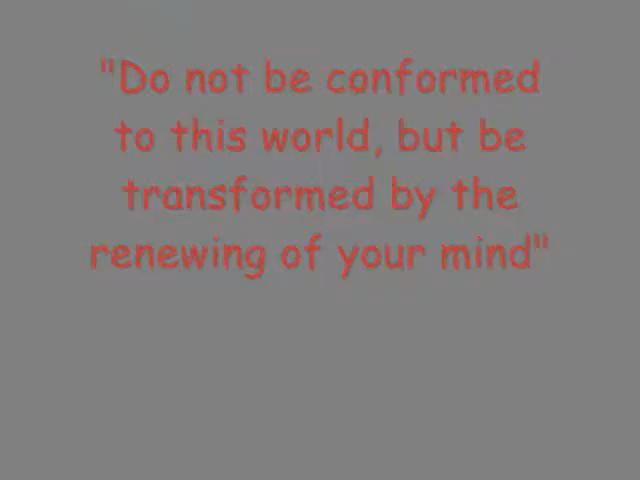 "Do not be conformed
to this world, but be
transformed by the
renewing of your mind"